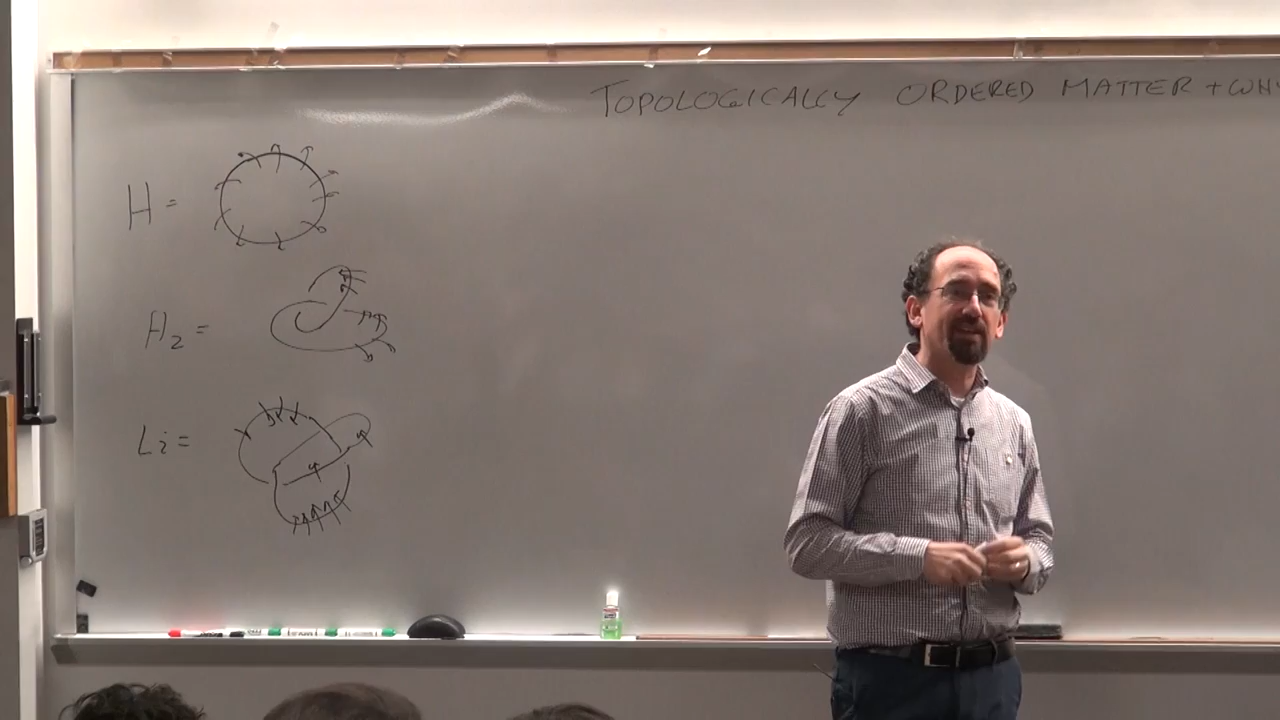 TOPOLOGICALLY ORDERED MATTER + WHY
H =
H₂ =
Li =